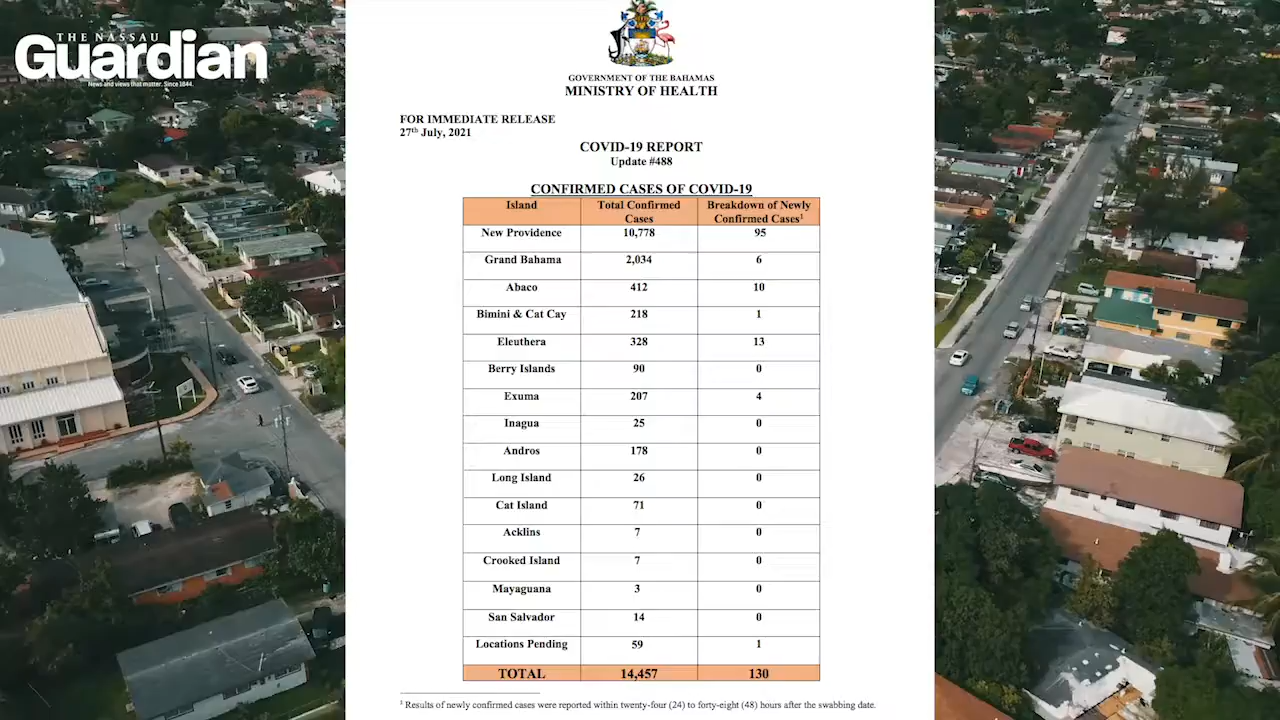 THE NASSAU
Guardian
News and views that matter. Since 1844.
GOVERNMENT OF THE BAHAMAS
MINISTRY OF HEALTH
FOR IMMEDIATE RELEASE
27th July, 2021
COVID-19 REPORT
Update #488
CONFIRMED CASES OF COVID-19
Island Total Confirmed Cases Breakdown of Newly Confirmed Cases1
New Providence 10,778 95
Grand Bahama 2,034 6
Abaco 412 10
Bimini & Cat Cay 218 1
Eleuthera 328 13
Berry Islands 90 0
Exuma 207 4
Inagua 25 0
Andros 178 0
Long Island 26 0
Cat Island 71 0
Acklins 7 0
Crooked Island 7 0
Mayaguana 3 0
San Salvador 14 0
Locations Pending 59 1
TOTAL 14,457 130
1 Results of newly confirmed cases were reported within twenty-four (24) to forty-eight (48) hours after the swabbing date.